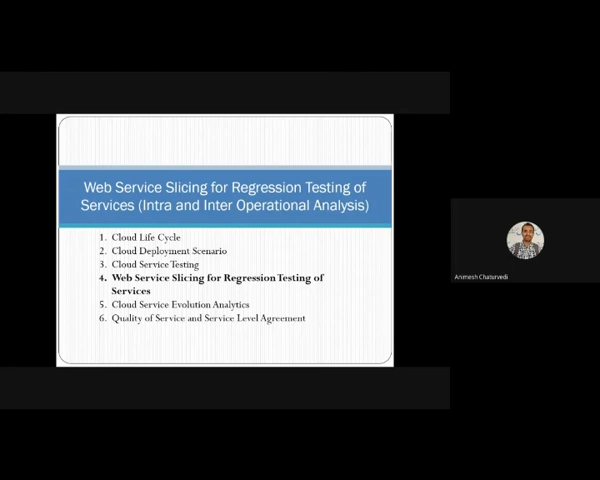 Web Service Slicing for Regression Testing of
Services (Intra and Inter Operational Analysis)
1. Cloud Life Cycle
2. Cloud Deployment Scenario
3. Cloud Service Testing
4. Web Service Slicing for Regression Testing of
Services
5. Cloud Service Evolution Analytics
6. Quality of Service and Service Level Agreement
Animesh Chaturvedi